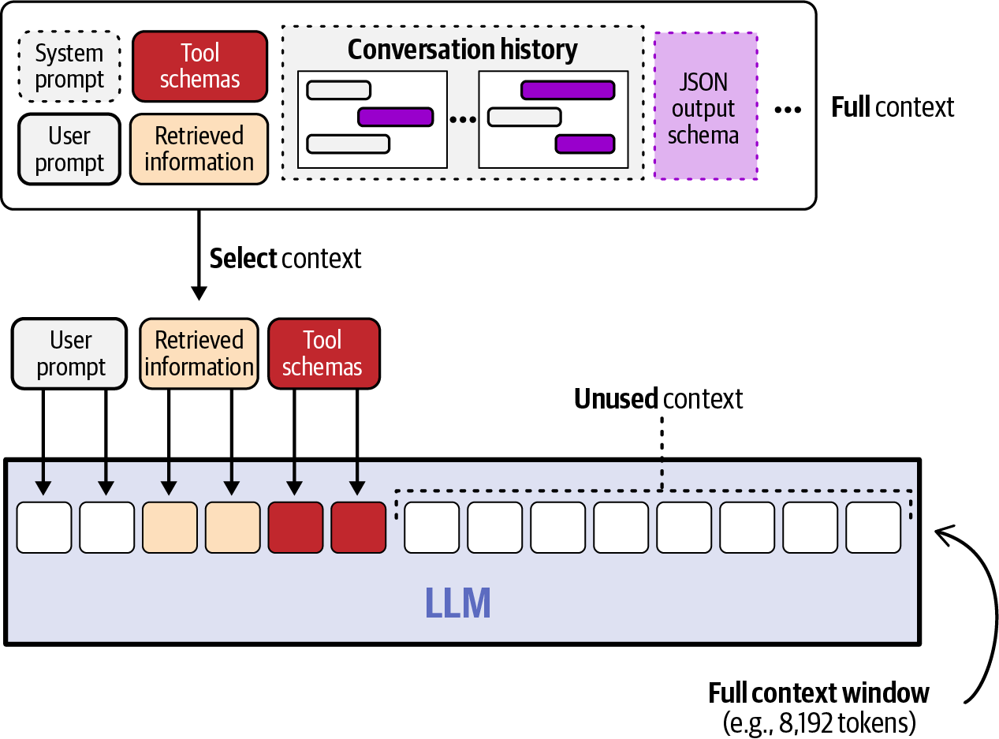 System
prompt
Tool
schemas
User
prompt
Retrieved
information
Conversation history
JSON
output
schema
Full context
Select context
User
prompt
Retrieved
information
Tool
schemas
Unused context
LLM
Full context window
(e.g., 8,192 tokens)